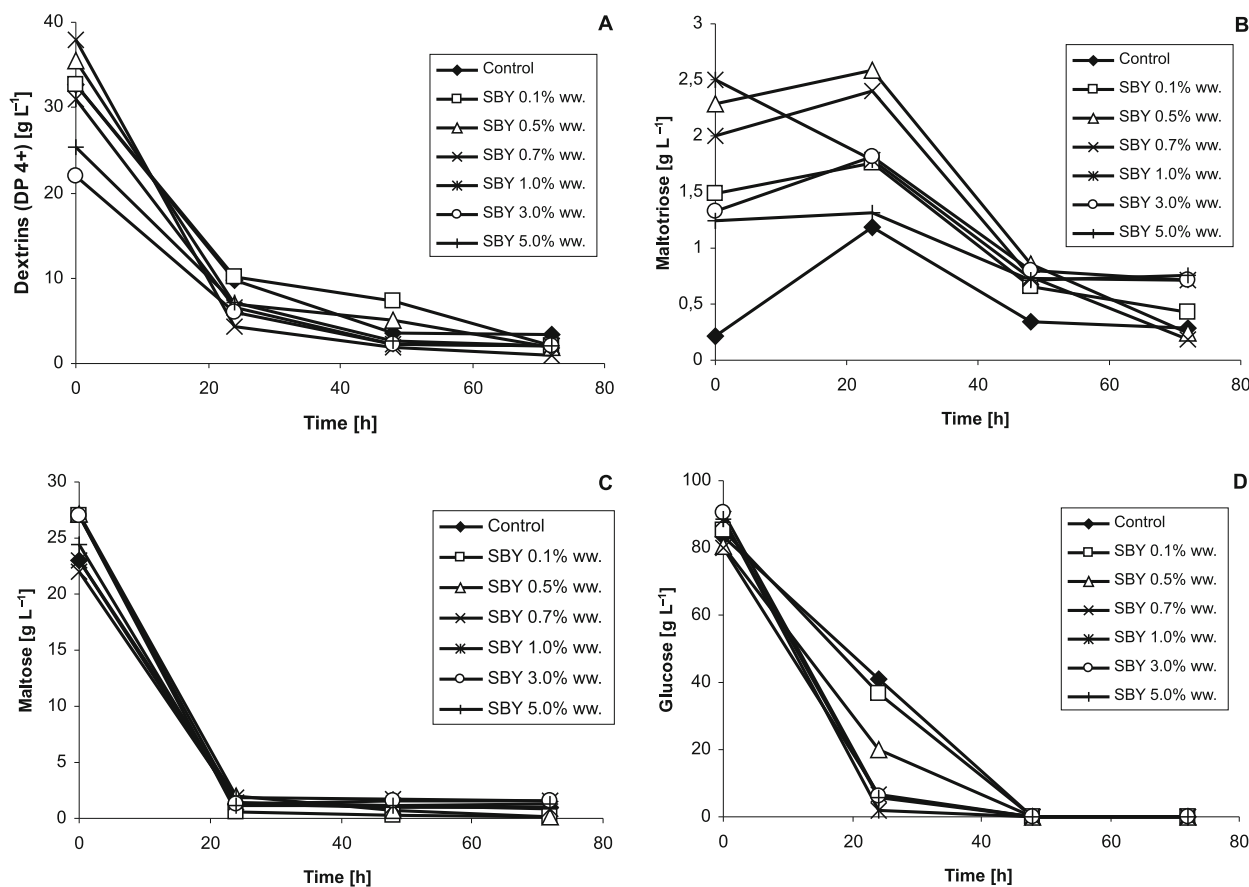 A
Dextrins (DP 4+) [g L⁻¹]
40
30
20
10
0
0 20 40 60 80
Time [h]
Control
SBY 0.1% ww.
SBY 0.5% ww.
SBY 0.7% ww.
SBY 1.0% ww.
SBY 3.0% ww.
SBY 5.0% ww.
B
Maltotriose [g L⁻¹]
3
2,5
2
1,5
1
0,5
0
0 20 40 60 80
Time [h]
Control
SBY 0.1% ww.
SBY 0.5% ww.
SBY 0.7% ww.
SBY 1.0% ww.
SBY 3.0% ww.
SBY 5.0% ww.
C
Maltose [g L⁻¹]
30
25
20
15
10
5
0
0 20 40 60 80
Time [h]
Control
SBY 0.1% ww.
SBY 0.5% ww.
SBY 0.7% ww.
SBY 1.0% ww.
SBY 3.0% ww.
SBY 5.0% ww.
D
Glucose [g L⁻¹]
100
80
60
40
20
0
0 20 40 60 80
Time [h]
Control
SBY 0.1% ww.
SBY 0.5% ww.
SBY 0.7% ww.
SBY 1.0% ww.
SBY 3.0% ww.
SBY 5.0% ww.